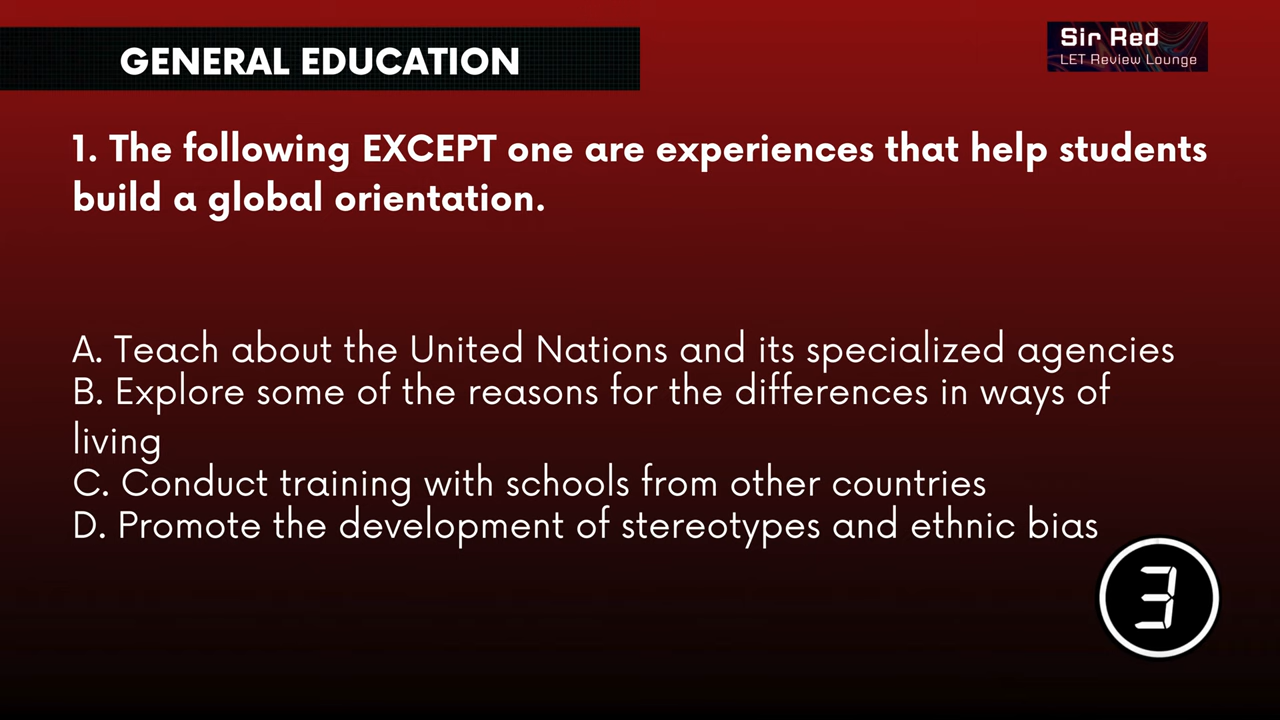 GENERAL EDUCATION
Sir Red
LET Review Lounge
1. The following EXCEPT one are experiences that help students
build a global orientation.
A. Teach about the United Nations and its specialized agencies
B. Explore some of the reasons for the differences in ways of
living
C. Conduct training with schools from other countries
D. Promote the development of stereotypes and ethnic bias
3